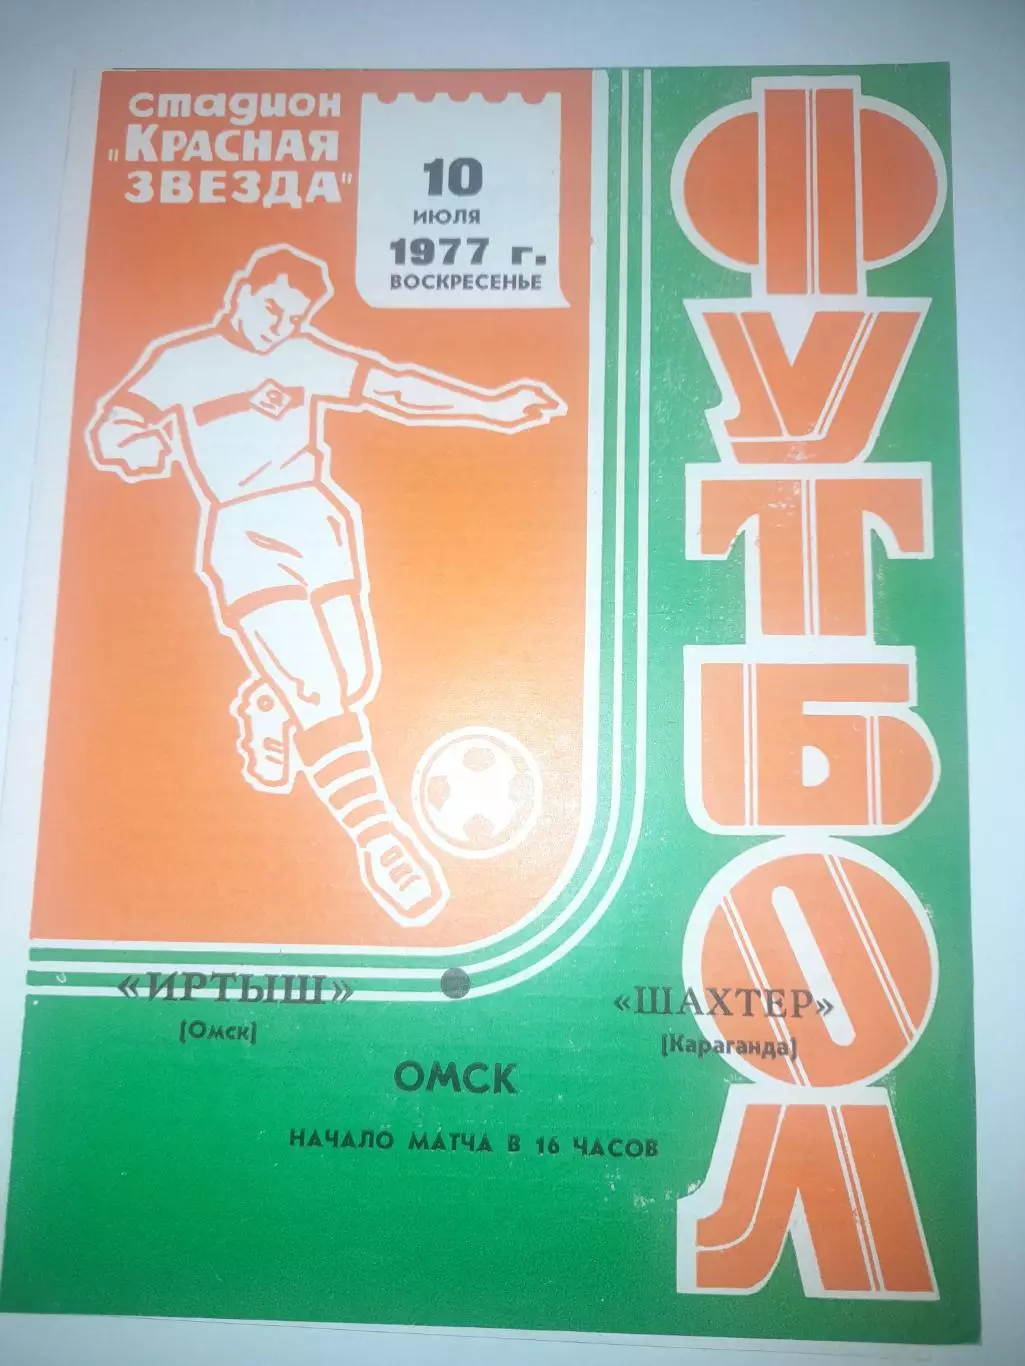 стадион
"КРАСНАЯ
ЗВЕЗДА"
10
ИЮЛЯ
1977 г.
ВОСКРЕСЕНЬЕ
ФУТБОЛ
«ИРТЫШ»
[Омск]
«ШАХТЕР»
[Караганда]
ОМСК
НАЧАЛО МАТЧА В 16 ЧАСОВ